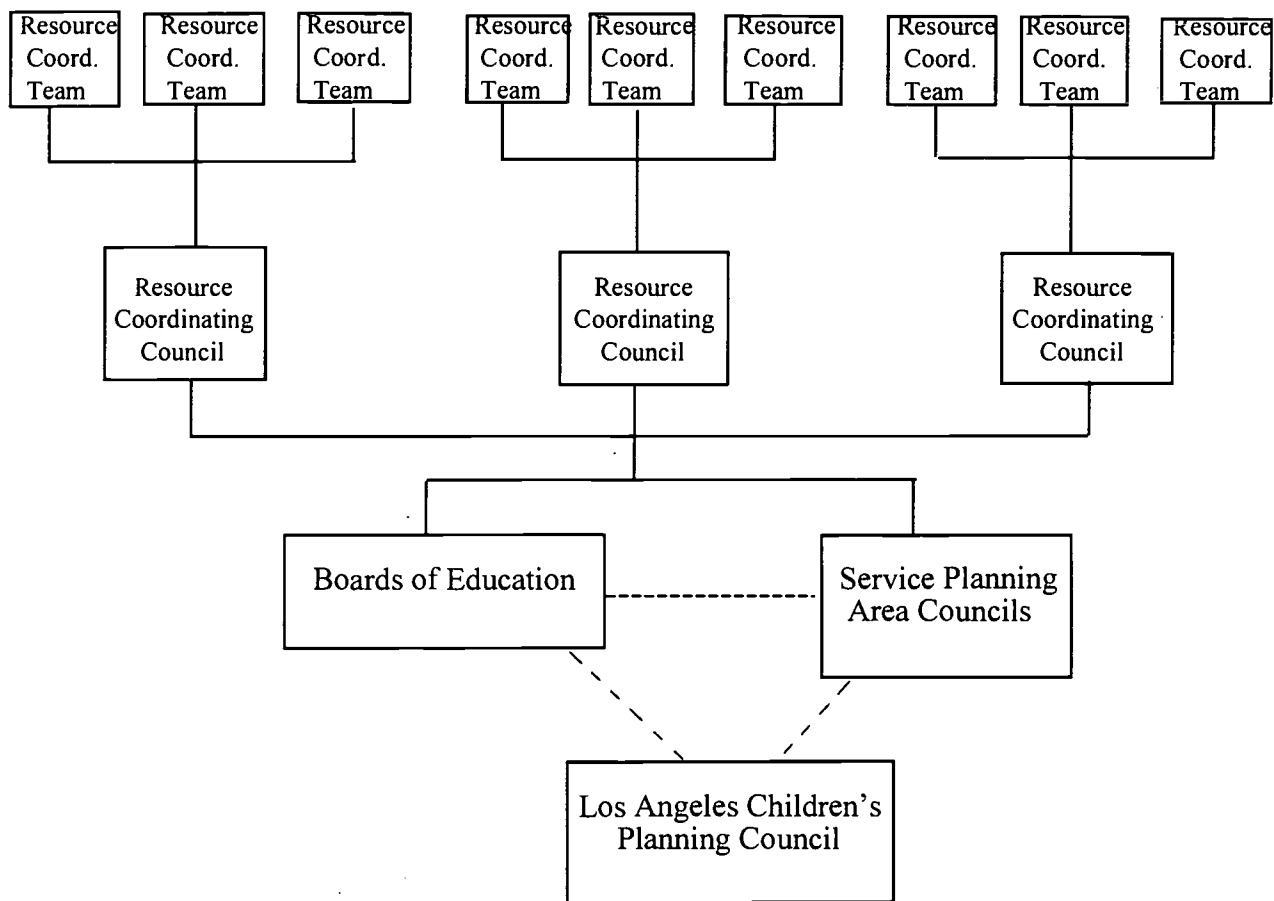 Resource
Coord.
Team
Resource
Coord.
Team
Resource
Coord.
Team
Resource
Coord.
Team
Resource
Coord.
Team
Resource
Coord.
Team
Resource
Coord.
Team
Resource
Coord.
Team
Resource
Coord.
Team
Resource
Coordinating
Council
Resource
Coordinating
Council
Resource
Coordinating
Council
Boards of Education
Service Planning
Area Councils
Los Angeles Children's
Planning Council